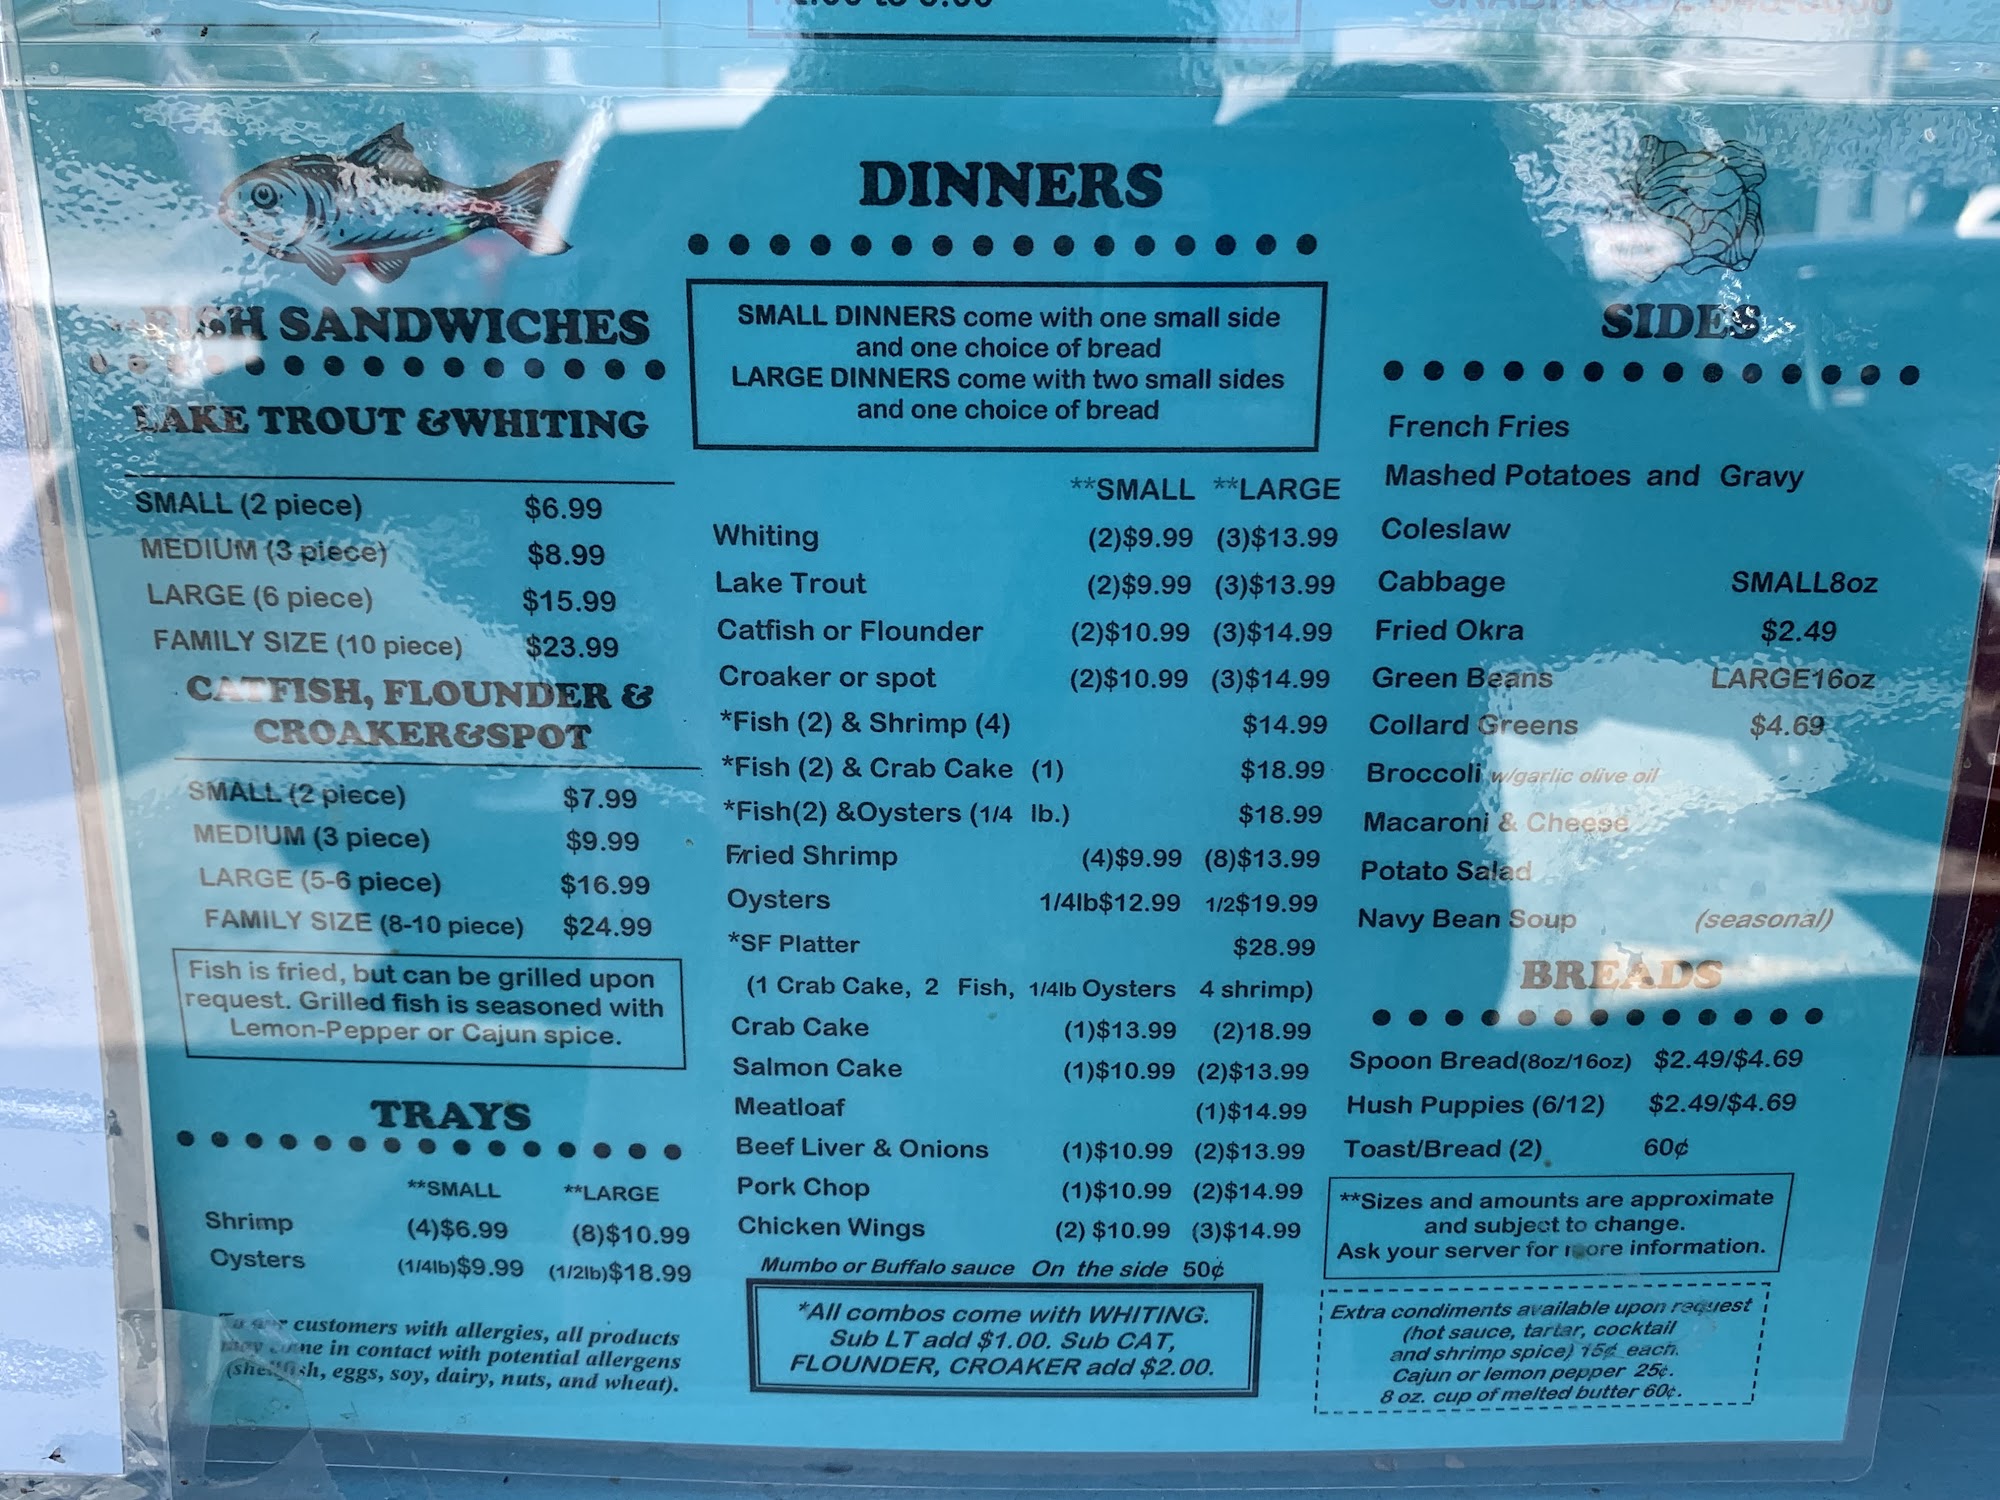 FISH SANDWICHES
LAKE TROUT &WHITING
SMALL (2 piece) $6.99
MEDIUM (3 piece) $8.99
LARGE (6 piece) $15.99
FAMILY SIZE (10 piece) $23.99
CATFISH, FLOUNDER &
CROAKER&SPOT
SMALL (2 piece) $7.99
MEDIUM (3 piece) $9.99
LARGE (5-6 piece) $16.99
FAMILY SIZE (8-10 piece) $24.99
Fish is fried, but can be grilled upon
request. Grilled fish is seasoned with
Lemon-Pepper or Cajun spice.
TRAYS
**SMALL **LARGE
Shrimp (4)$6.99 (8)$10.99
Oysters (1/4lb)$9.99 (1/2lb)$18.99
customers with allergies, all products
may come in contact with potential allergens
(shellfish, eggs, soy, dairy, nuts, and wheat).
DINNERS
SMALL DINNERS come with one small side
and one choice of bread
LARGE DINNERS come with two small sides
and one choice of bread
**SMALL **LARGE
Whiting (2)$9.99 (3)$13.99
Lake Trout (2)$9.99 (3)$13.99
Catfish or Flounder (2)$10.99 (3)$14.99
Croaker or spot (2)$10.99 (3)$14.99
*Fish (2) & Shrimp (4) $14.99
*Fish (2) & Crab Cake (1) $18.99
*Fish(2) &Oysters (1/4 lb.) $18.99
Fried Shrimp (4)$9.99 (8)$13.99
Oysters 1/4lb$12.99 1/2$19.99
*SF Platter $28.99
(1 Crab Cake, 2 Fish, 1/4lb Oysters 4 shrimp)
Crab Cake (1)$13.99 (2)18.99
Salmon Cake (1)$10.99 (2)$13.99
Meatloaf (1)$14.99
Beef Liver & Onions (1)$10.99 (2)$13.99
Pork Chop (1)$10.99 (2)$14.99
Chicken Wings (2) $10.99 (3)$14.99
Mumbo or Buffalo sauce On the side 50¢
*All combos come with WHITING.
Sub LT add $1.00. Sub CAT,
FLOUNDER, CROAKER add $2.00.
SIDES
French Fries
Mashed Potatoes and Gravy
Coleslaw
Cabbage SMALL8oz
Fried Okra $2.49
Green Beans LARGE16oz
Collard Greens $4.69
Broccoli w/garlic olive oil
Macaroni & Cheese
Potato Salad
Navy Bean Soup (seasonal)
BREADS
Spoon Bread(8oz/16oz) $2.49/$4.69
Hush Puppies (6/12) $2.49/$4.69
Toast/Bread (2) 60¢
**Sizes and amounts are approximate
and subject to change.
Ask your server for more information.
Extra condiments available upon request
(hot sauce, tartar, cocktail
and shrimp spice) 15¢ each.
Cajun or lemon pepper 25¢.
8 oz. cup of melted butter 60¢.